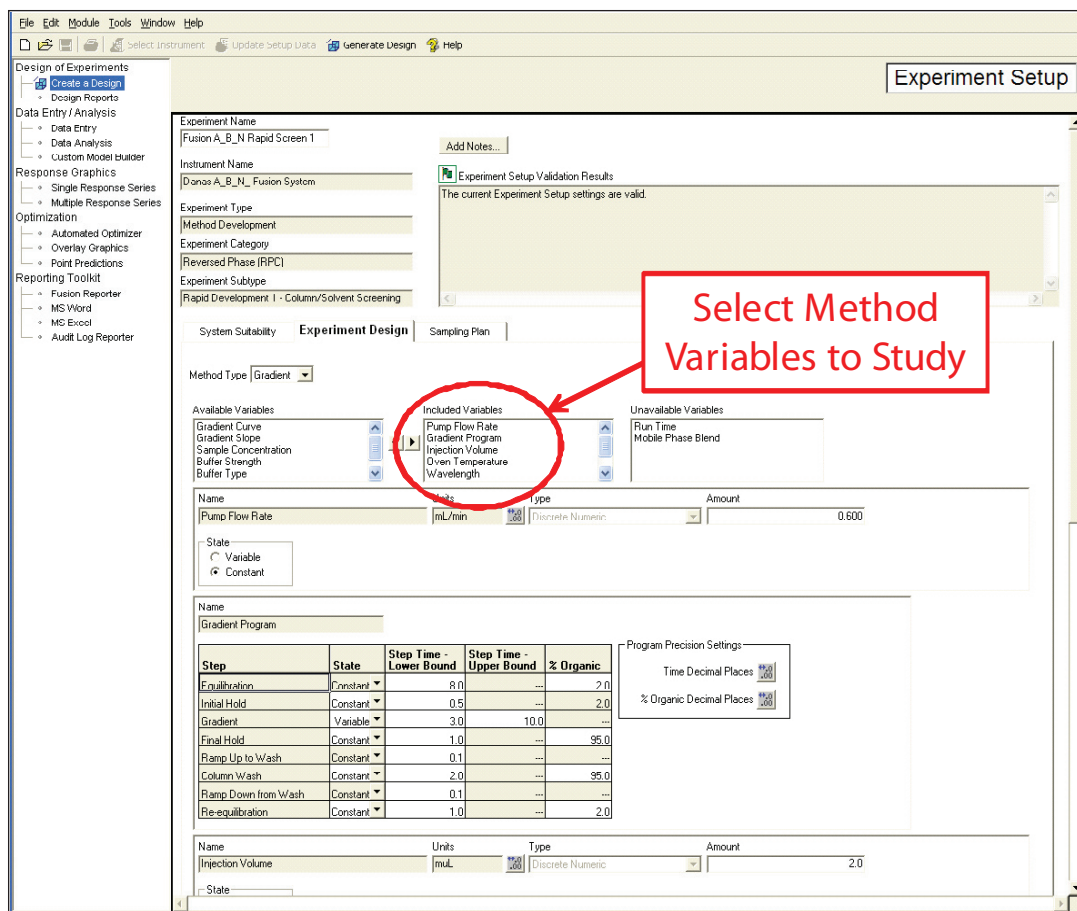 File Edit Module Tools Window Help
Select Instrument Update Setup Data Generate Design Help
Design of Experiments
Create a Design
Design Reports
Data Entry / Analysis
Data Entry
Data Analysis
Custom Model Builder
Response Graphics
Single Response Series
Multiple Response Series
Optimization
Automated Optimizer
Overlay Graphics
Point Predictions
Reporting Toolkit
Fusion Reporter
MS Word
MS Excel
Audit Log Reporter
Experiment Setup
Experiment Name
Fusion A_B_N Rapid Screen 1
Add Notes...
Instrument Name
Danas A_B_N_ Fusion System
Experiment Setup Validation Results
The current Experiment Setup settings are valid.
Experiment Type
Method Development
Experiment Category
Reversed Phase (RPC)
Experiment Subtype
Rapid Development 1 - Column/Solvent Screening
Select Method
Variables to Study
System Suitability Experiment Design Sampling Plan
Method Type Gradient
Available Variables
Gradient Curve
Gradient Slope
Sample Concentration
Buffer Strength
Buffer Type
Included Variables
Pump Flow Rate
Gradient Program
Injection Volume
Oven Temperature
Wavelength
Unavailable Variables
Run Time
Mobile Phase Blend
Name Units Type Amount
Pump Flow Rate mL/min Discrete Numeric 0.600
State
Variable
Constant
Name
Gradient Program
Step State Step Time - Lower Bound Step Time - Upper Bound % Organic
Equilibration Constant 8.0 --- 2.0
Initial Hold Constant 0.5 --- 2.0
Gradient Variable 3.0 10.0 ---
Final Hold Constant 1.0 --- 95.0
Ramp Up to Wash Constant 0.1 --- ---
Column Wash Constant 2.0 --- 95.0
Ramp Down from Wash Constant 0.1 --- ---
Re-equilibration Constant 1.0 --- 2.0
Program Precision Settings
Time Decimal Places
% Organic Decimal Places
Name Units Type Amount
Injection Volume muL Discrete Numeric 2.0
State